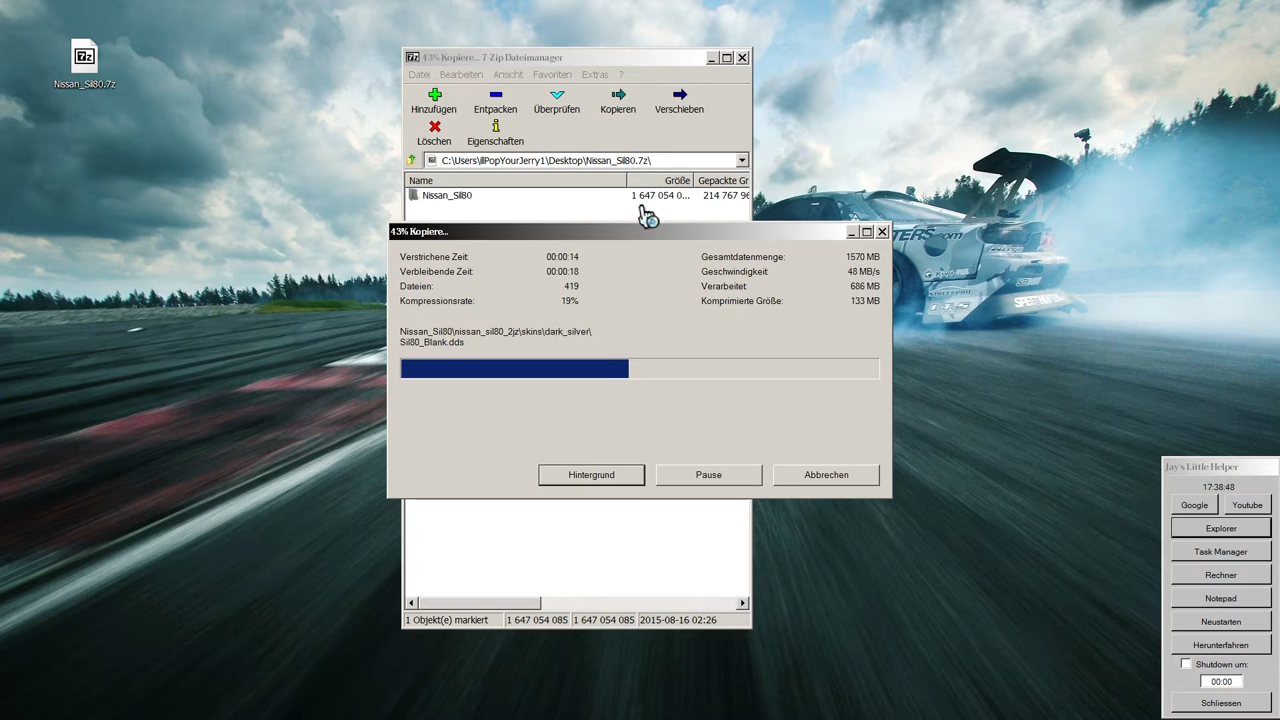 Nissan_Sil80.7z
43% Kopiere... 7-Zip Dateimanager
Datei Bearbeiten Ansicht Favoriten Extras ?
Hinzufügen Entpacken Überprüfen Kopieren Verschieben
Löschen Eigenschaften
C:\Users\IllPopYourJerry1\Desktop\Nissan_Sil80.7z\
Name Größe Gepackte Gr
Nissan_Sil80 1 647 054 0... 214 767 96
43% Kopiere...
Verstrichene Zeit: 00:00:14 Gesamtdatenmenge: 1570 MB
Verbleibende Zeit: 00:00:18 Geschwindigkeit: 48 MB/s
Dateien: 419 Verarbeitet: 686 MB
Kompressionsrate: 19% Komprimierte Größe: 133 MB
Nissan_Sil80\nissan_sil80_2jz\skins\dark_silver\
Sil80_Blank.dds
Hintergrund Pause Abbrechen
1 Objekt(e) markiert 1 647 054 085 1 647 054 085 2015-08-16 02:26
Jay's Little Helper
17:38:48
Google Youtube
Explorer
Task Manager
Rechner
Notepad
Neustarten
Herunterfahren
Shutdown um:
00:00
Schliessen